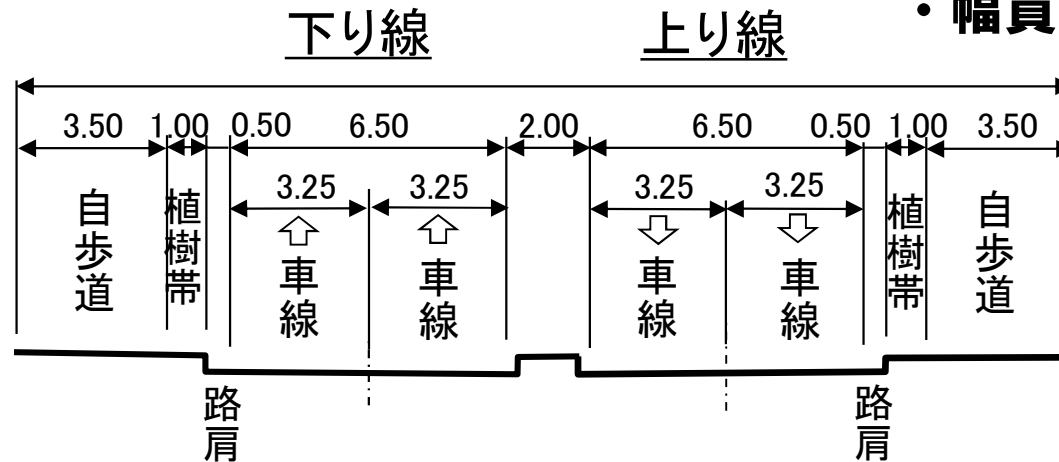 ・幅員
下り線 上り線
3.50 1.00 0.50 6.50 2.00 6.50 0.50 1.00 3.50
3.25 3.25 3.25 3.25
自歩道 植樹帯 車線 車線 車線 車線 植樹帯 自歩道
路肩 路肩